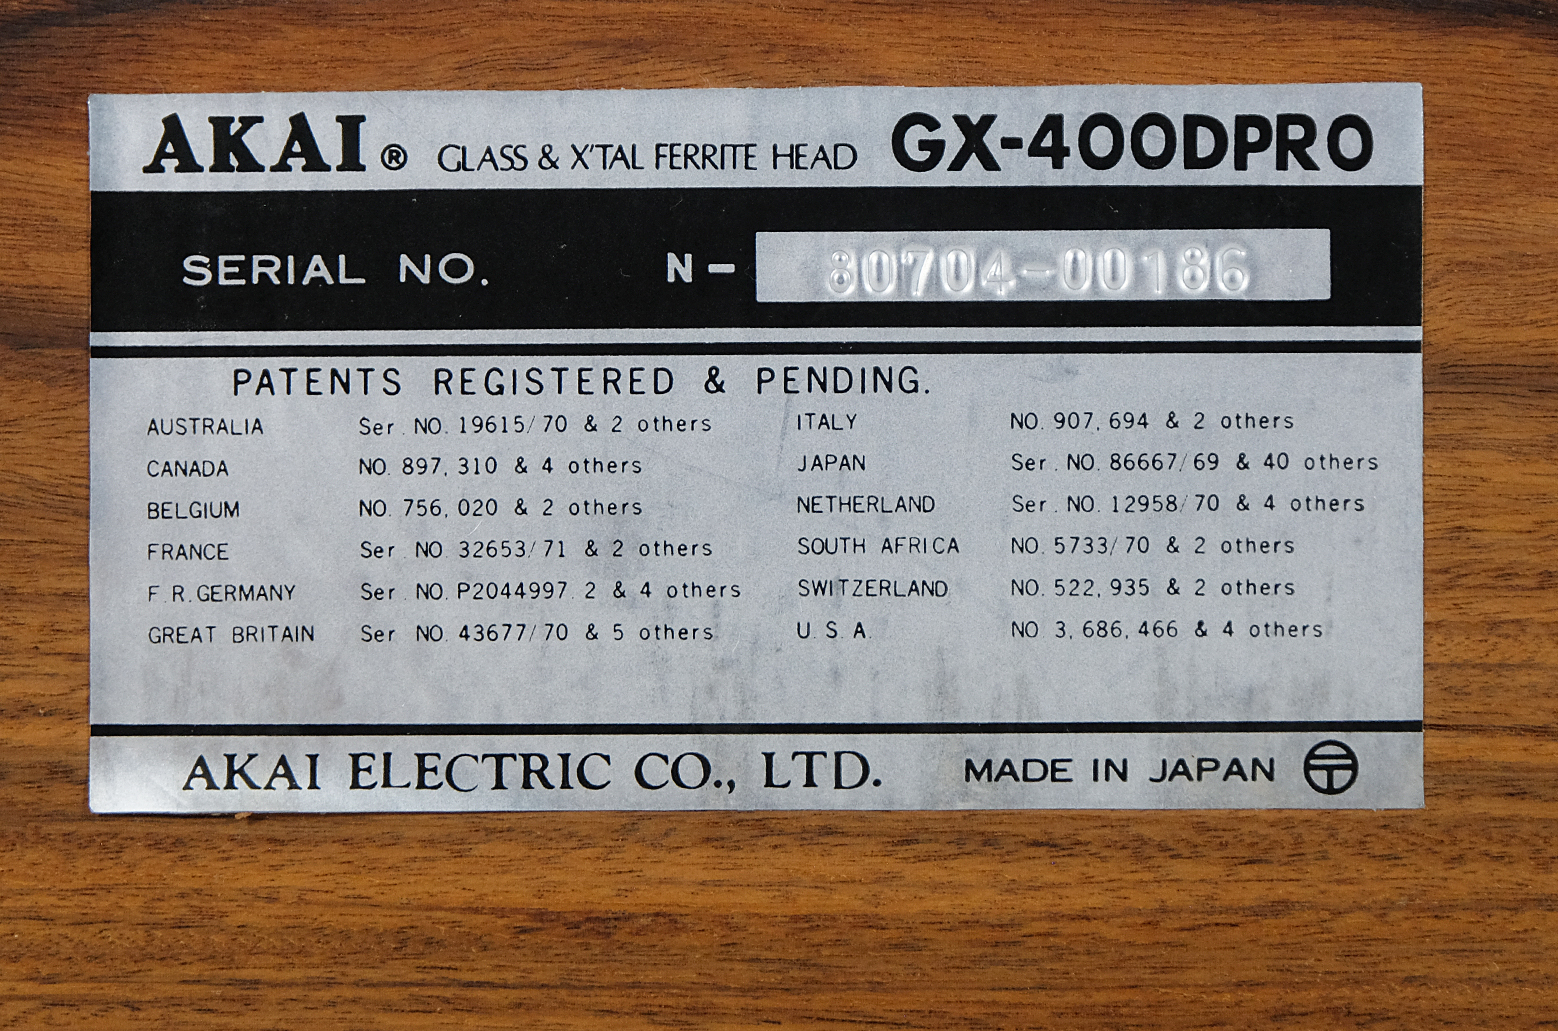 AKAI ® GLASS & X'TAL FERRITE HEAD GX-400DPRO
SERIAL NO. N- 80704-00186
PATENTS REGISTERED & PENDING.
AUSTRALIA Ser. NO. 19615/70 & 2 others
CANADA NO. 897,310 & 4 others
BELGIUM NO. 756,020 & 2 others
FRANCE Ser. NO. 32653/71 & 2 others
F.R.GERMANY Ser. NO. P2044997.2 & 4 others
GREAT BRITAIN Ser. NO. 43677/70 & 5 others
ITALY NO. 907,694 & 2 others
JAPAN Ser. NO. 86667/69 & 40 others
NETHERLAND Ser. NO. 12958/70 & 4 others
SOUTH AFRICA NO. 5733/70 & 2 others
SWITZERLAND NO. 522,935 & 2 others
U.S.A. NO. 3,686,466 & 4 others
AKAI ELECTRIC CO., LTD. MADE IN JAPAN